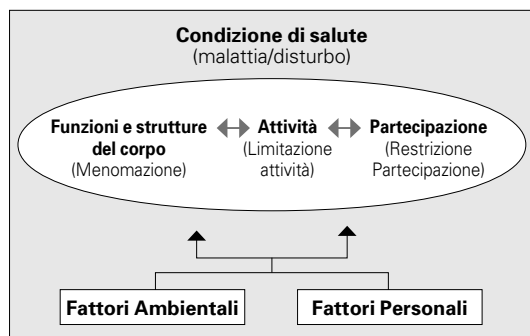 Condizione di salute
(malattia/disturbo)
Funzioni e strutture
del corpo
(Menomazione)
Attività
(Limitazione
attività)
Partecipazione
(Restrizione
Partecipazione)
Fattori Ambientali
Fattori Personali